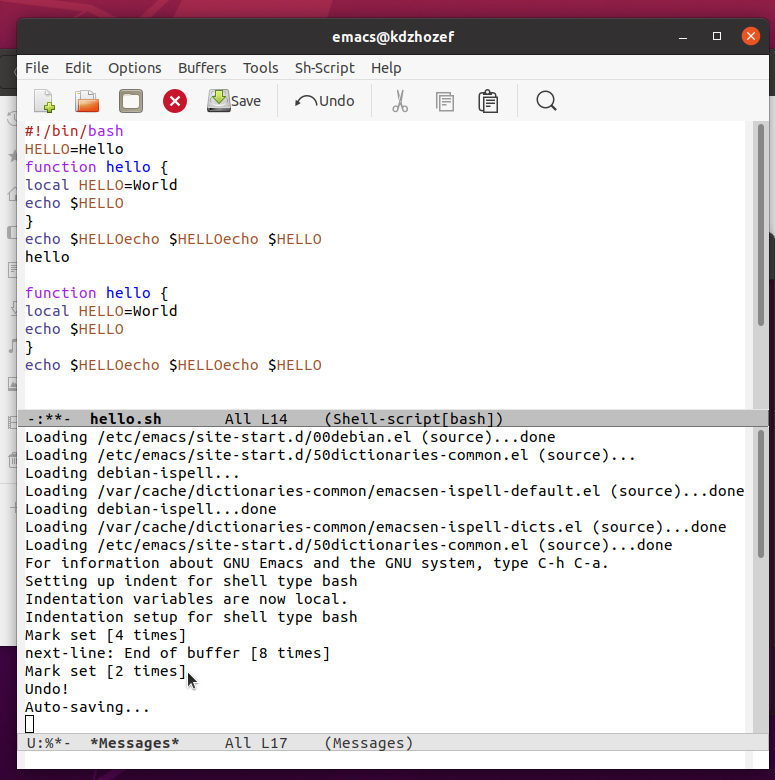 emacs@kdzhozef
File Edit Options Buffers Tools Sh-Script Help
Save Undo
#!/bin/bash
HELLO=Hello
function hello {
local HELLO=World
echo $HELLO
}
echo $HELLOecho $HELLOecho $HELLO
hello
function hello {
local HELLO=World
echo $HELLO
}
echo $HELLOecho $HELLOecho $HELLO
-:**- hello.sh All L14 (Shell-script[bash])
Loading /etc/emacs/site-start.d/00debian.el (source)...done
Loading /etc/emacs/site-start.d/50dictionaries-common.el (source)...
Loading debian-ispell...
Loading /var/cache/dictionaries-common/emacsen-ispell-default.el (source)...done
Loading debian-ispell...done
Loading /var/cache/dictionaries-common/emacsen-ispell-dicts.el (source)...done
Loading /etc/emacs/site-start.d/50dictionaries-common.el (source)...done
For information about GNU Emacs and the GNU system, type C-h C-a.
Setting up indent for shell type bash
Indentation variables are now local.
Indentation setup for shell type bash
Mark set [4 times]
next-line: End of buffer [8 times]
Mark set [2 times]
Undo!
Auto-saving...
U:%*- *Messages* All L17 (Messages)